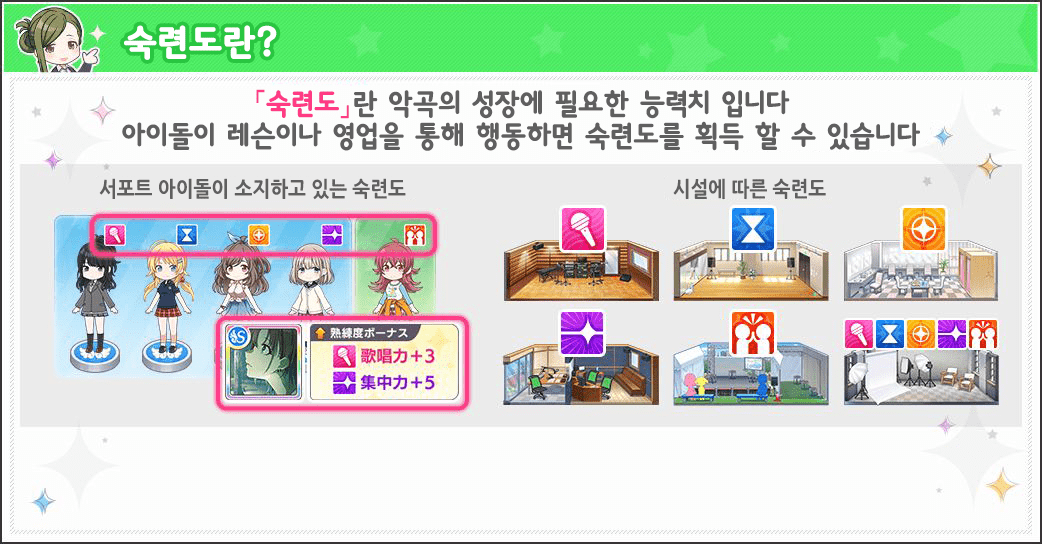 숙련도란?
「숙련도」란 악곡의 성장에 필요한 능력치 입니다
아이돌이 레슨이나 영업을 통해 행동하면 숙련도를 획득 할 수 있습니다
서포트 아이돌이 소지하고 있는 숙련도
시설에 따른 숙련도
S
熟練度ボーナス
歌唱力+3
集中力+5